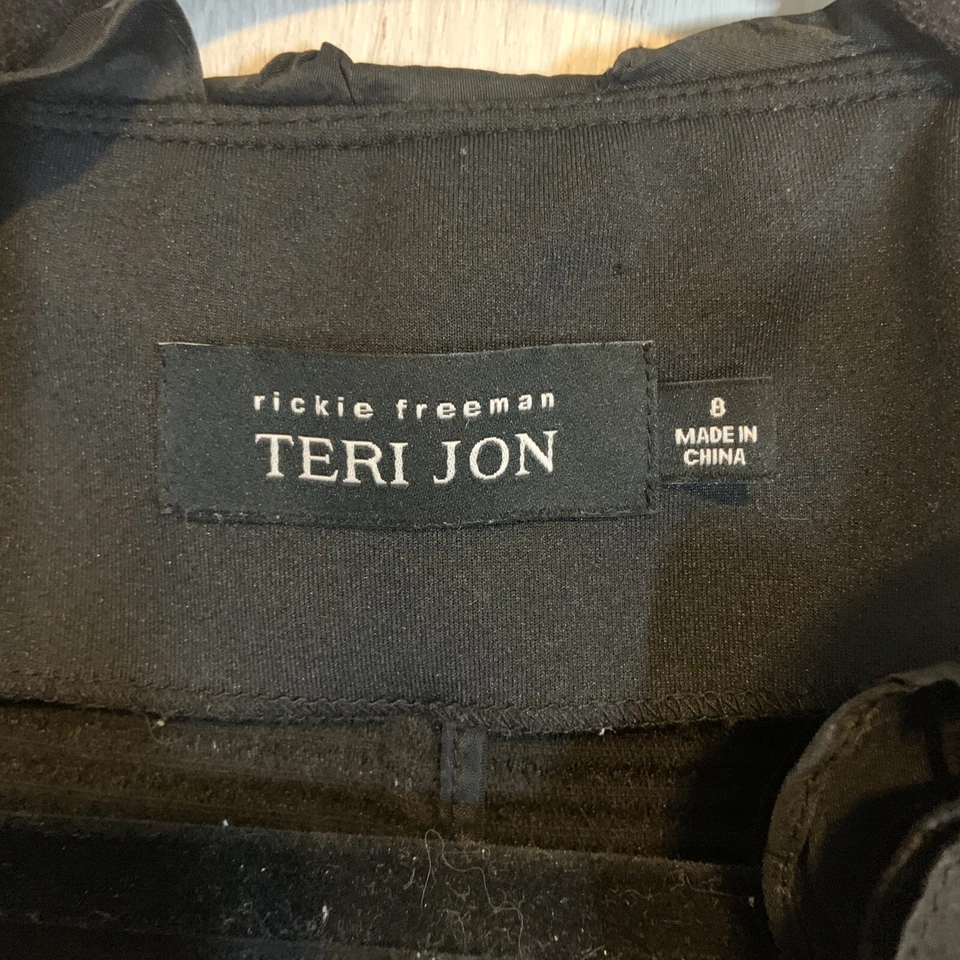 rickie freeman
TERI JON
8
MADE IN
CHINA